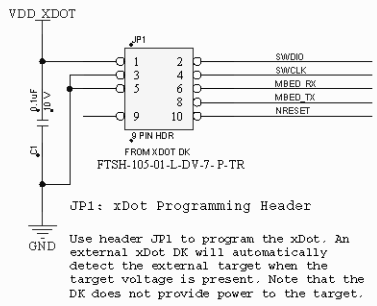 VDD_XDOT
JP1
1 2
3 4
5 6
8
9 10
SWDIO
SWCLK
MBED_RX
MBED_TX
NRESET
0.1uF
10 V
C1
9 PIN HDR
FROM XDOT DK
FTSH-105-01-L-DV-7-P-TR
GND
JP1: xDot Programming Header
Use header JP1 to program the xDot. An
external xDot DK will automatically
detect the external target when the
target voltage is present. Note that the
DK does not provide power to the target.